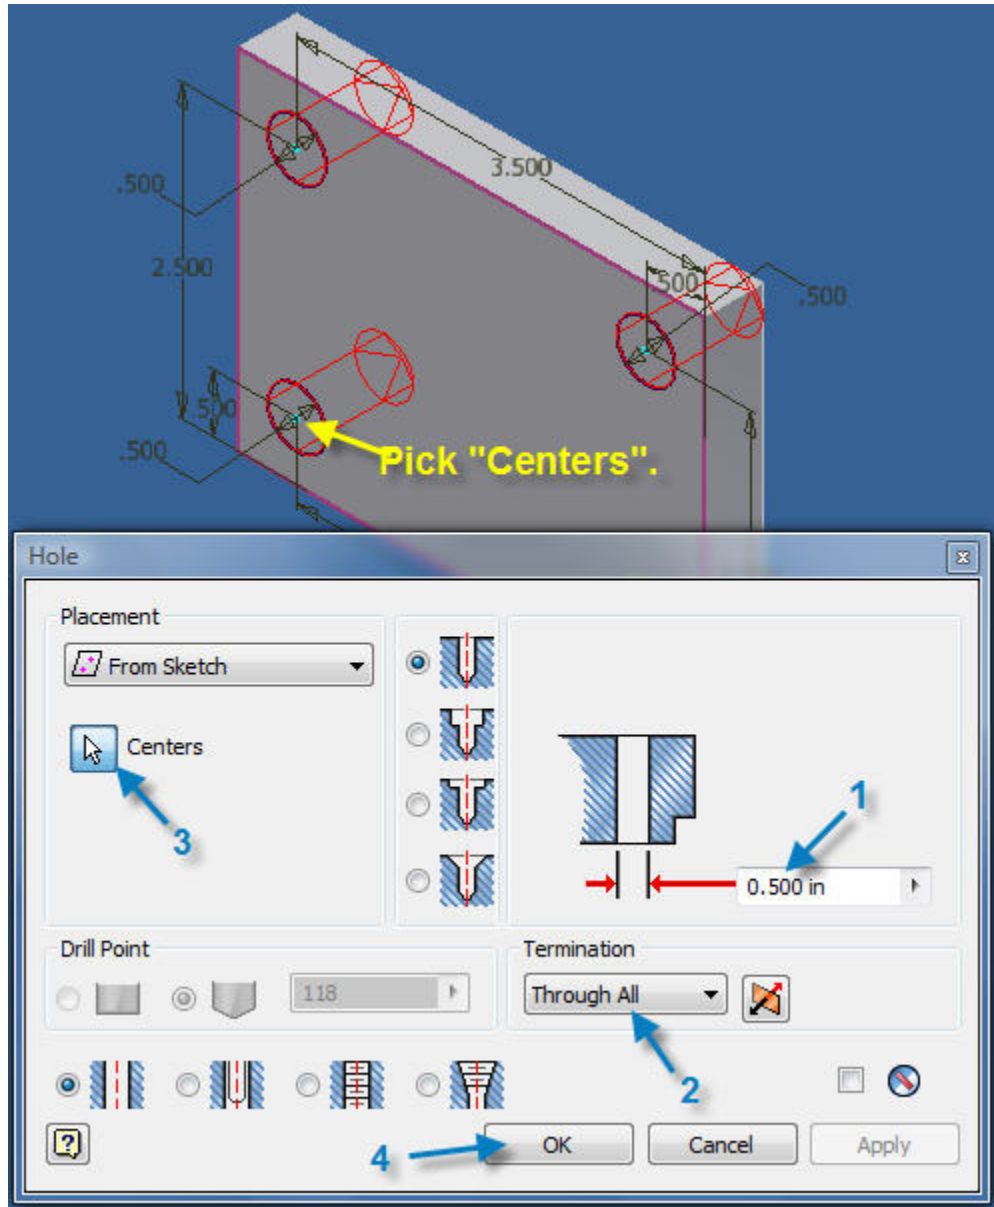 3.500
.500
2.500
.500
.500
.500
.500
Pick "Centers".
Hole
Placement
From Sketch
Centers
3
1
0.500 in
Drill Point
118
Termination
Through All
2
4
OK
Cancel
Apply